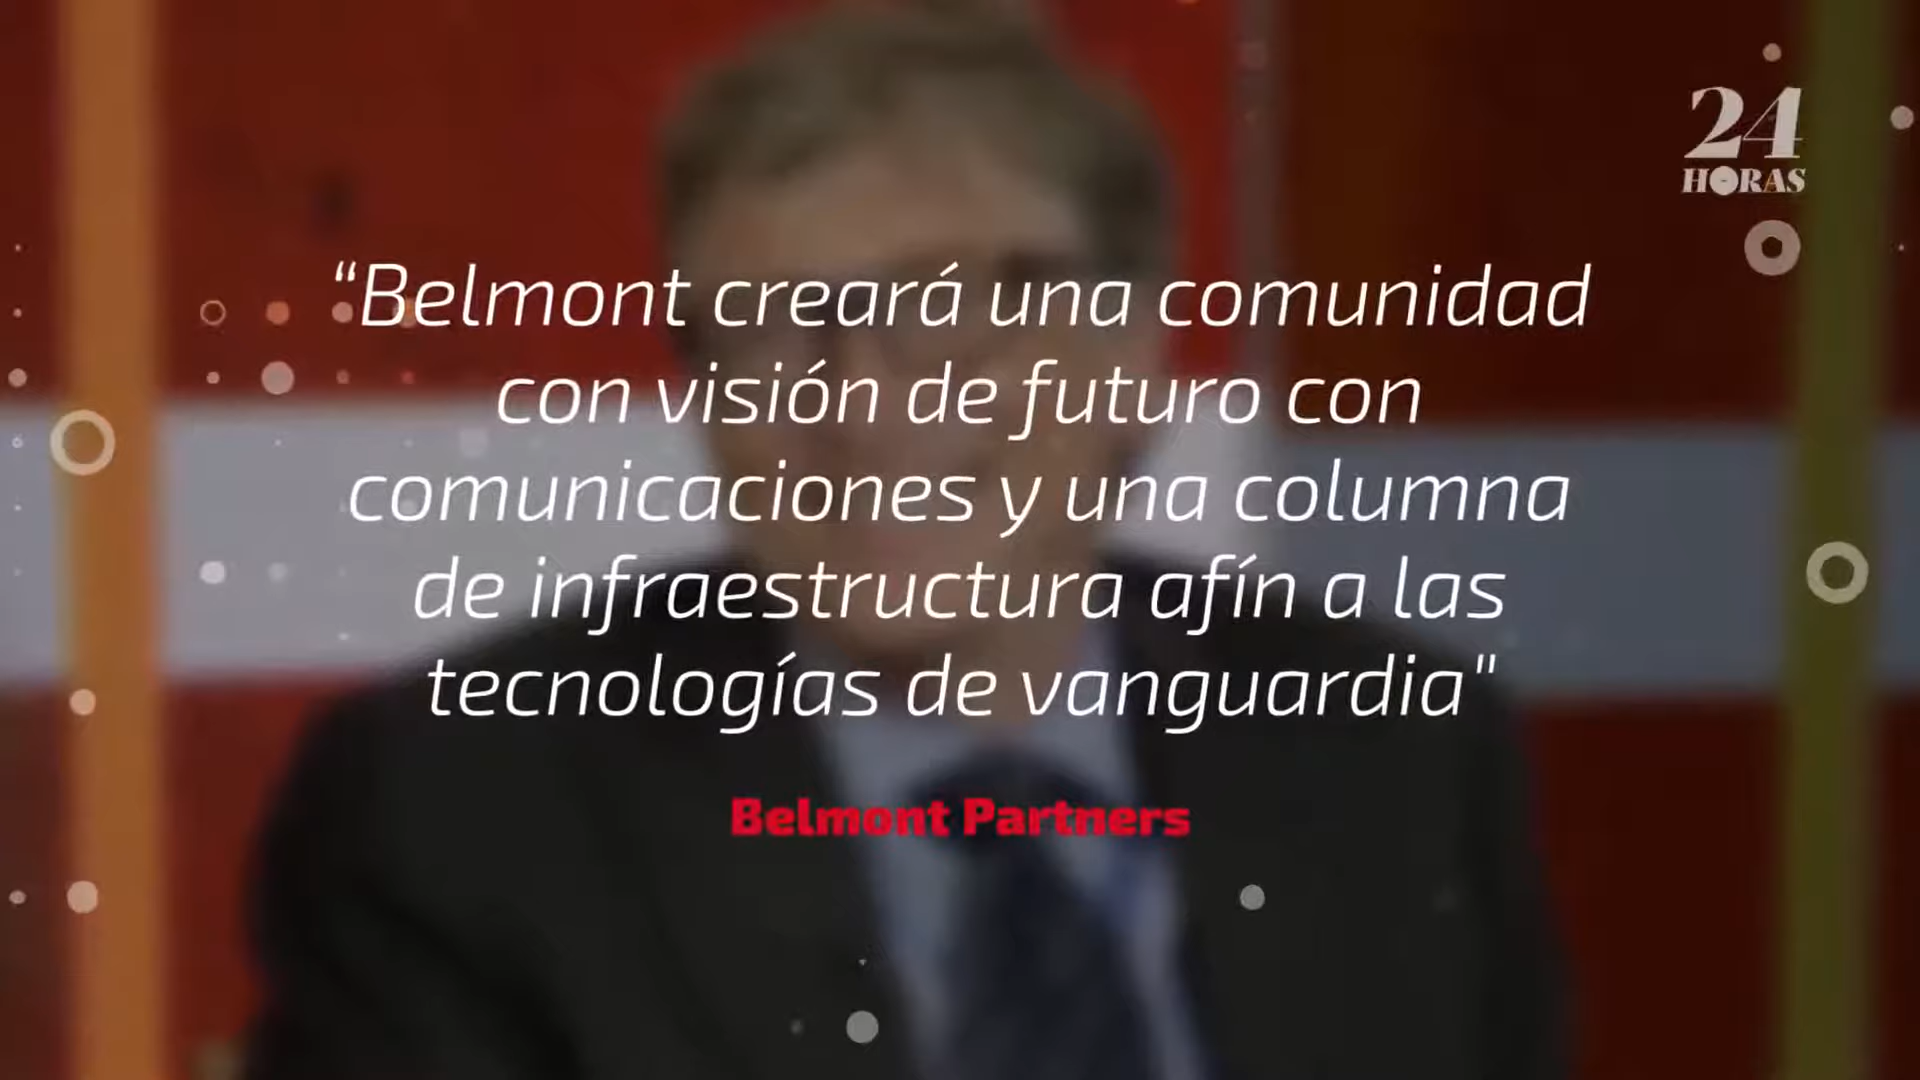 24
HORAS
“Belmont creará una comunidad
con visión de futuro con
comunicaciones y una columna
de infraestructura afín a las
tecnologías de vanguardia"
Belmont Partners